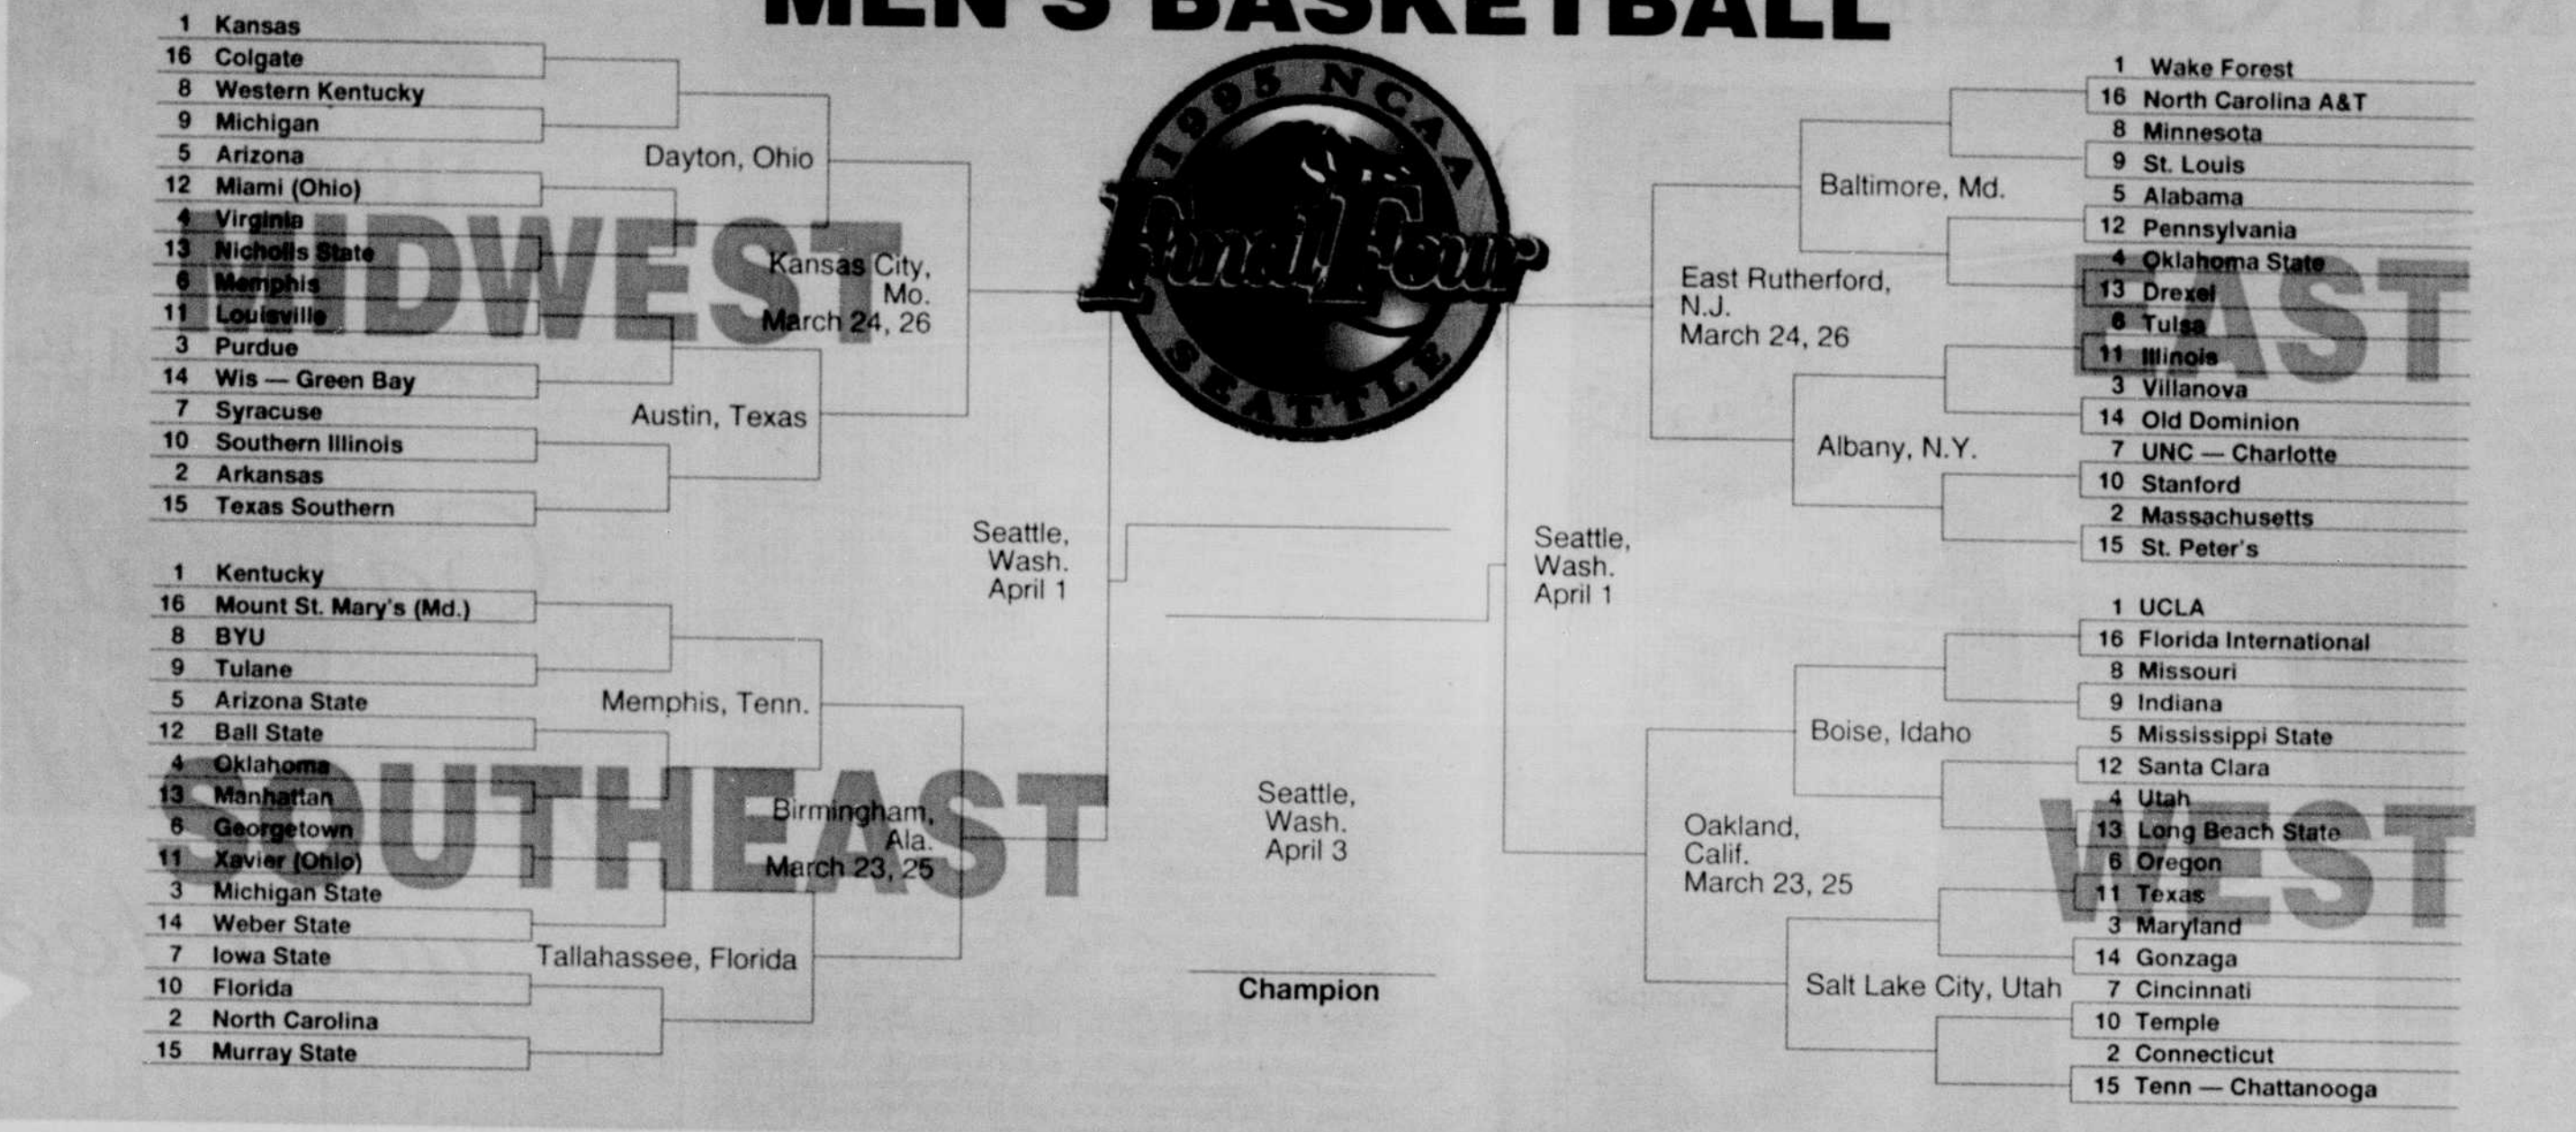 MEN'S BASKETBALL
1 Kansas
16 Colgate
8 Western Kentucky
9 Michigan
5 Arizona
12 Miami (Ohio)
4 Virginia
13 Nicholls State
6 Memphis
11 Louisville
3 Purdue
14 Wis — Green Bay
7 Syracuse
10 Southern Illinois
2 Arkansas
15 Texas Southern
MIDWEST
Dayton, Ohio
Kansas City,
Mo.
March 24, 26
Austin, Texas
1 Kentucky
16 Mount St. Mary's (Md.)
8 BYU
9 Tulane
5 Arizona State
12 Ball State
4 Oklahoma
13 Manhattan
6 Georgetown
11 Xavier (Ohio)
3 Michigan State
14 Weber State
7 Iowa State
10 Florida
2 North Carolina
15 Murray State
SOUTHEAST
Memphis, Tenn.
Birmingham,
Ala.
March 23, 25
Tallahassee, Florida
Seattle,
Wash.
April 1
1995 NCAA
Final Four
SEATTLE
Seattle,
Wash.
April 3
Champion
Seattle,
Wash.
April 1
1 Wake Forest
16 North Carolina A&T
8 Minnesota
9 St. Louis
5 Alabama
12 Pennsylvania
4 Oklahoma State
13 Drexel
6 Tulsa
11 Illinois
3 Villanova
14 Old Dominion
7 UNC — Charlotte
10 Stanford
2 Massachusetts
15 St. Peter's
EAST
Baltimore, Md.
East Rutherford,
N.J.
March 24, 26
Albany, N.Y.
1 UCLA
16 Florida International
8 Missouri
9 Indiana
5 Mississippi State
12 Santa Clara
4 Utah
13 Long Beach State
6 Oregon
11 Texas
3 Maryland
14 Gonzaga
7 Cincinnati
10 Temple
2 Connecticut
15 Tenn — Chattanooga
WEST
Boise, Idaho
Oakland,
Calif.
March 23, 25
Salt Lake City, Utah